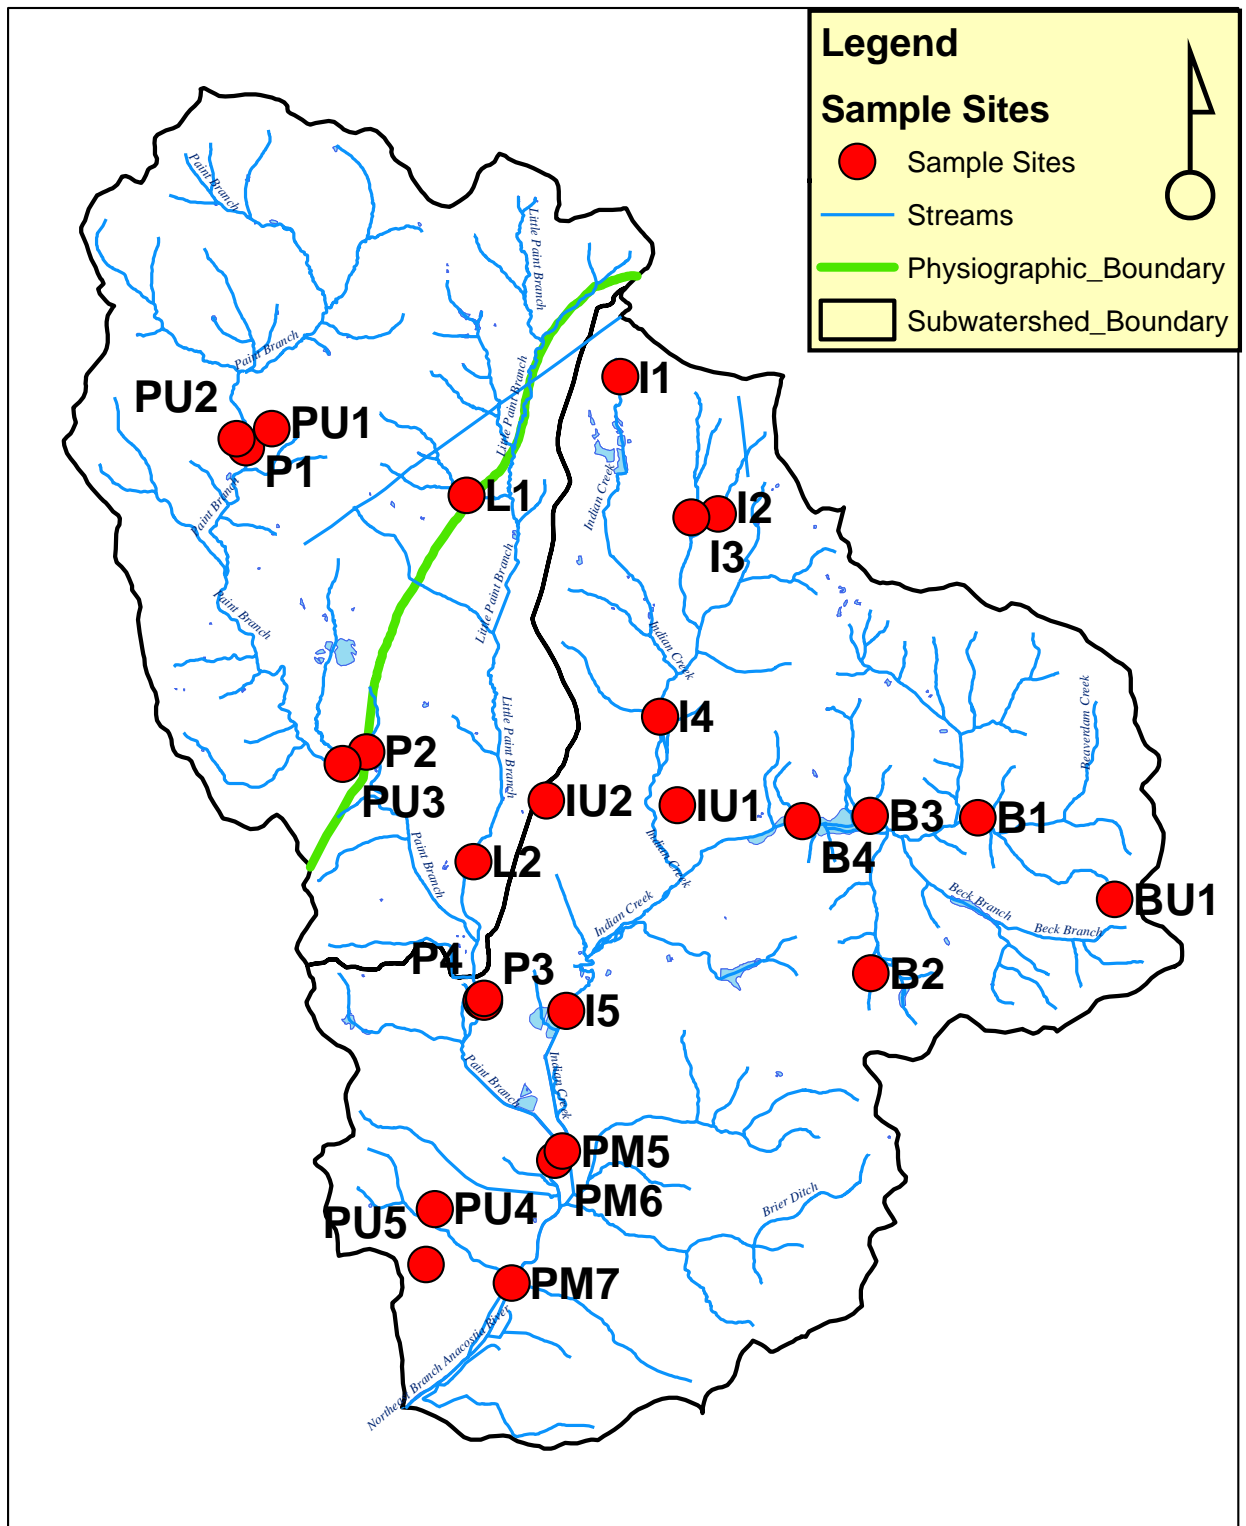 Legend
Sample Sites
Sample Sites
Streams
Physiographic_Boundary
Subwatershed_Boundary
Paint Branch
Little Paint Branch
Paint Branch
Little Paint Branch
I1
PU2
PU1
P1
Paint Branch
L1
Indian Creek
I2
I3
Little Paint Branch
Paint Branch
Indian Creek
Little Paint Branch
I4
Beaverdam Creek
P2
PU3
IU2
IU1
B3
B1
B4
Paint Branch
L2
Indian Creek
Beck Branch
BU1
Indian Creek
Beck Branch
P4
P3
B2
I5
Paint Branch
Indian Creek
PM5
PM6
Brier Ditch
PU4
PU5
PM7
Northeast Branch Anacostia River